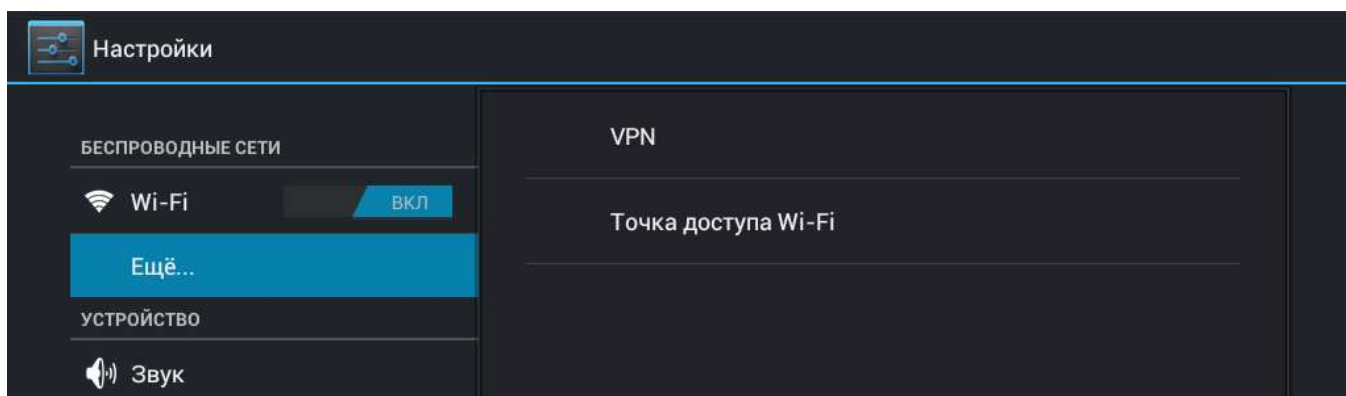 Настройки
БЕСПРОВОДНЫЕ СЕТИ
Wi-Fi ВКЛ
Ещё...
УСТРОЙСТВО
Звук
VPN
Точка доступа Wi-Fi